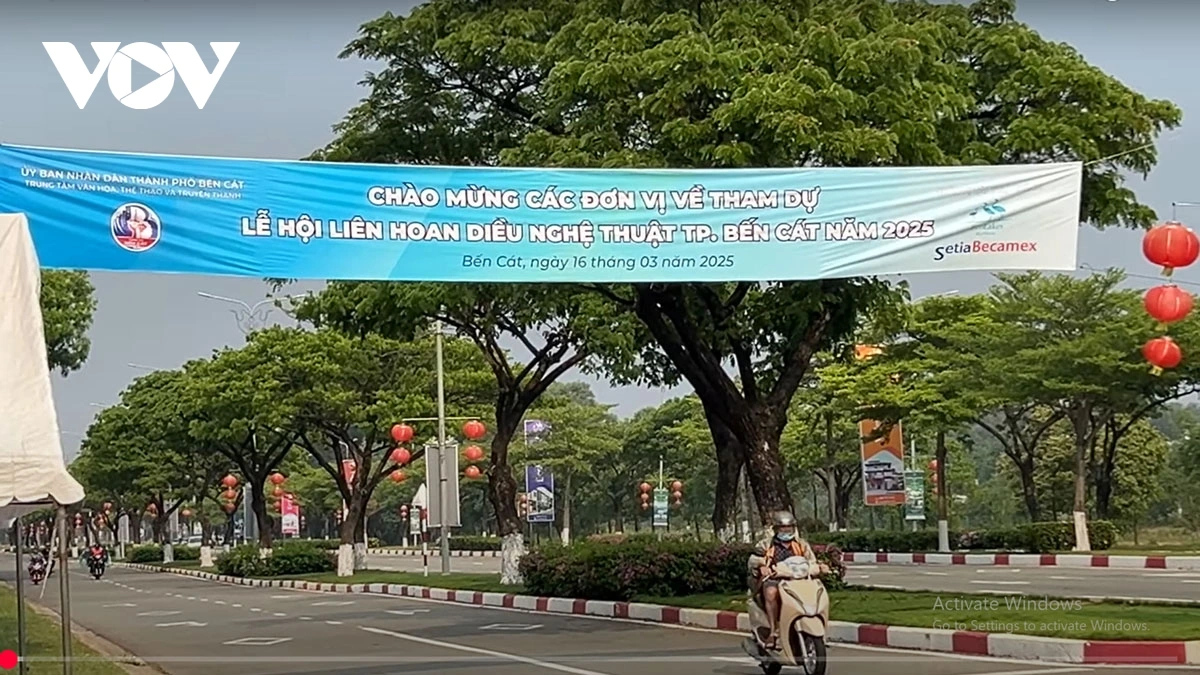 VOV
ỦY BAN NHÂN DÂN THÀNH PHỐ BẾN CÁT
TRUNG TÂM VĂN HÓA, THỂ THAO VÀ TRUYỀN THANH
CHÀO MỪNG CÁC ĐƠN VỊ VỀ THAM DỰ
LỄ HỘI LIÊN HOAN DIỀU NGHỆ THUẬT TP. BẾN CÁT NĂM 2025
Bến Cát, ngày 16 tháng 03 năm 2025
SetiaBecamex
Activate Windows
Go to Settings to activate Windows.